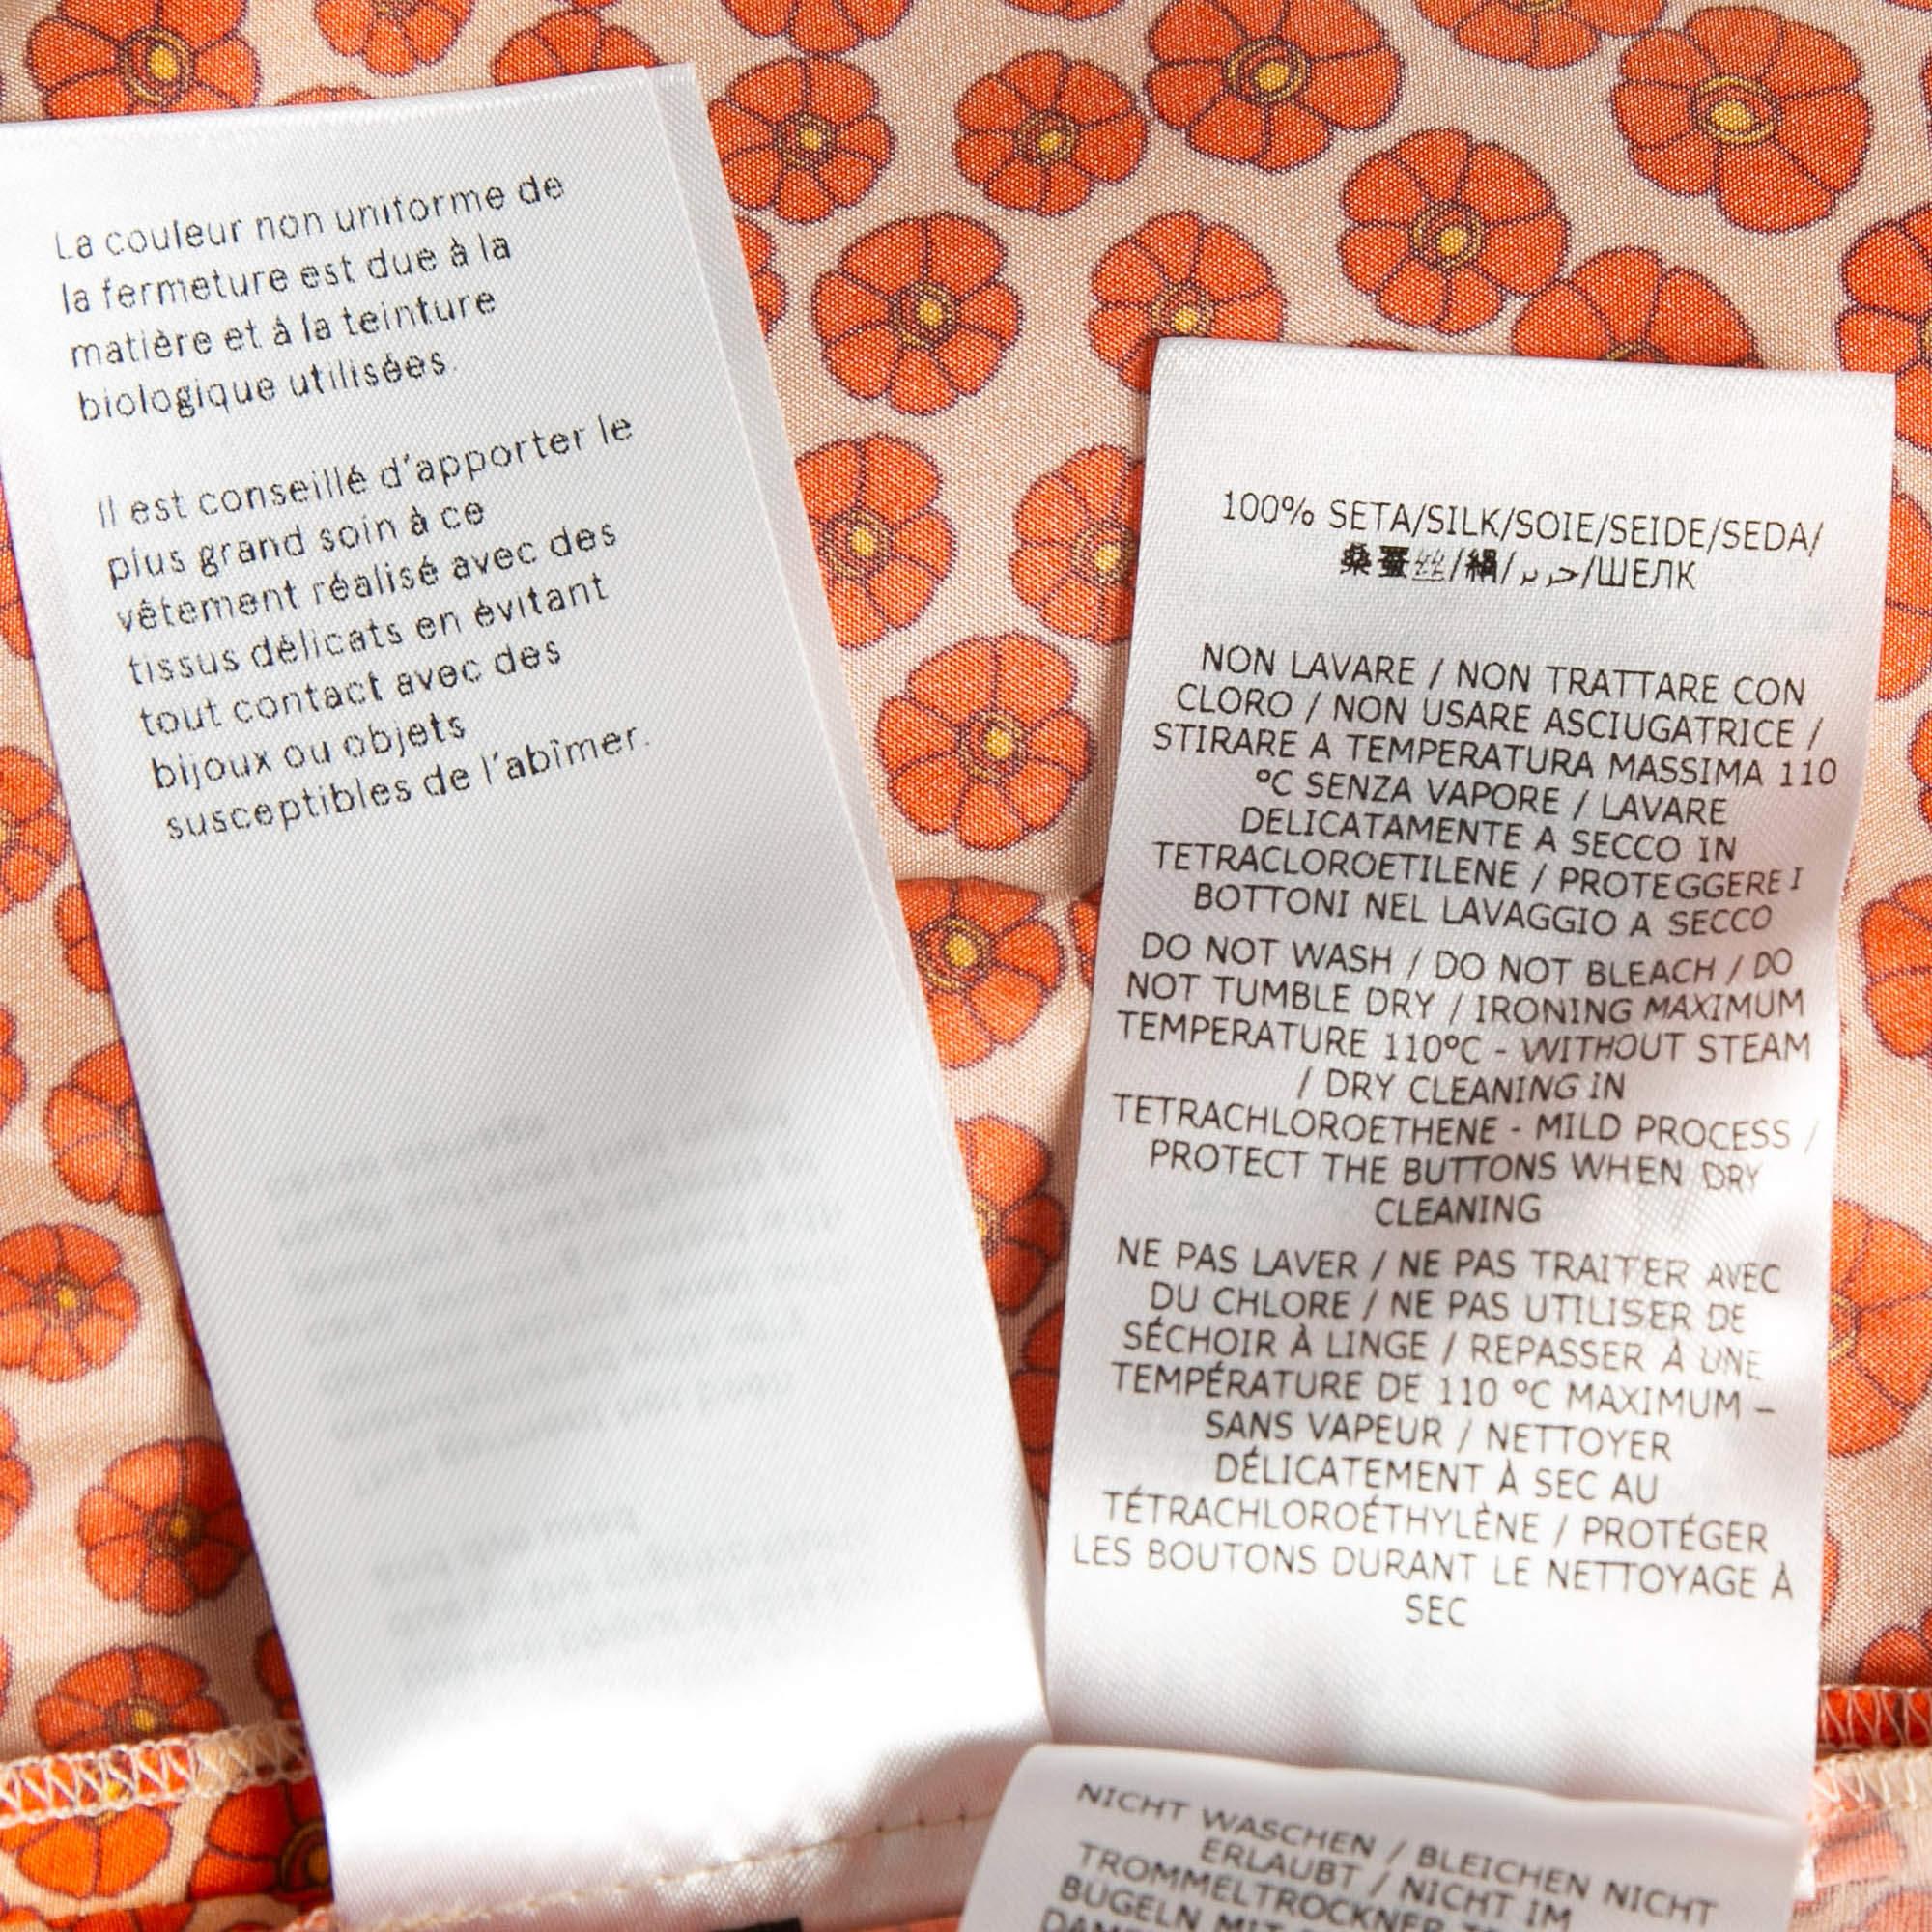 La couleur non uniforme de
la fermeture est due à la
matière et à la teinture
biologique utilisées.
Il est conseillé d'apporter le
plus grand soin à ce
vêtement réalisé avec des
tissus délicats en évitant
tout contact avec des
bijoux ou objets
susceptibles de l'abîmer.
100% SETA/SILK/SOIE/SEIDE/SEDA/
桑蚕丝/絹/حرير/ШЕЛК
NON LAVARE / NON TRATTARE CON
CLORO / NON USARE ASCIUGATRICE /
STIRARE A TEMPERATURA MASSIMA 110
°C SENZA VAPORE / LAVARE
DELICATAMENTE A SECCO IN
TETRACLOROETILENE / PROTEGGERE I
BOTTONI NEL LAVAGGIO A SECCO
DO NOT WASH / DO NOT BLEACH / DO
NOT TUMBLE DRY / IRONING MAXIMUM
TEMPERATURE 110°C - WITHOUT STEAM
/ DRY CLEANING IN
TETRACHLOROETHENE - MILD PROCESS /
PROTECT THE BUTTONS WHEN DRY
CLEANING
NE PAS LAVER / NE PAS TRAITER AVEC
DU CHLORE / NE PAS UTILISER DE
SÉCHOIR À LINGE / REPASSER À UNE
TEMPÉRATURE DE 110 °C MAXIMUM –
SANS VAPEUR / NETTOYER
DÉLICATEMENT À SEC AU
TÉTRACHLOROÉTHYLÈNE / PROTÉGER
LES BOUTONS DURANT LE NETTOYAGE À
SEC
NICHT WASCHEN / BLEICHEN NICHT
ERLAUBT / NICHT IM
TROMMELTROCKNER
BÜGELN MIT